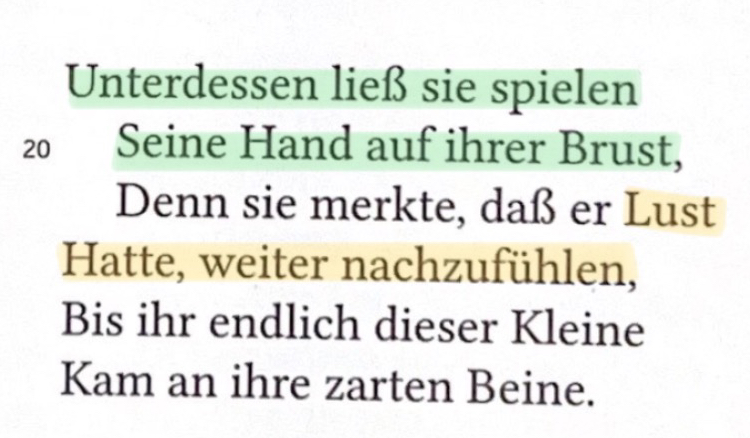 Unterdessen ließ sie spielen
20 Seine Hand auf ihrer Brust,
Denn sie merkte, daß er Lust
Hatte, weiter nachzufühlen,
Bis ihr endlich dieser Kleine
Kam an ihre zarten Beine.